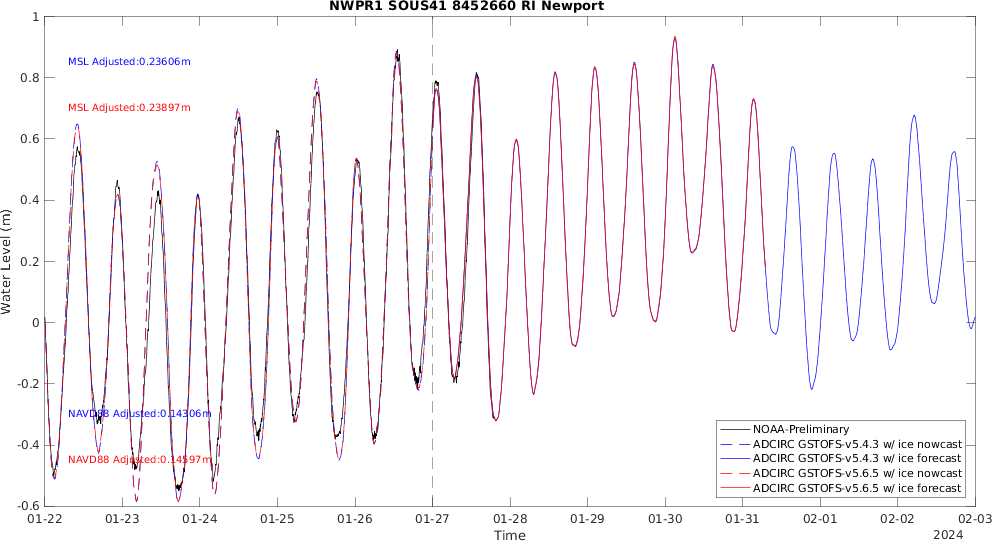 NWPR1 SOUS41 8452660 RI Newport
Water Level (m)
1
0.8
0.6
0.4
0.2
0
-0.2
-0.4
-0.6
MSL Adjusted:0.23606m
MSL Adjusted:0.23897m
NAVD88 Adjusted:0.14306m
NAVD88 Adjusted:0.14597m
NOAA-Preliminary
ADCIRC GSTOFS-v5.4.3 w/ ice nowcast
ADCIRC GSTOFS-v5.4.3 w/ ice forecast
ADCIRC GSTOFS-v5.6.5 w/ ice nowcast
ADCIRC GSTOFS-v5.6.5 w/ ice forecast
01-22 01-23 01-24 01-25 01-26 01-27 01-28 01-29 01-30 01-31 02-01 02-02 02-03
Time
2024